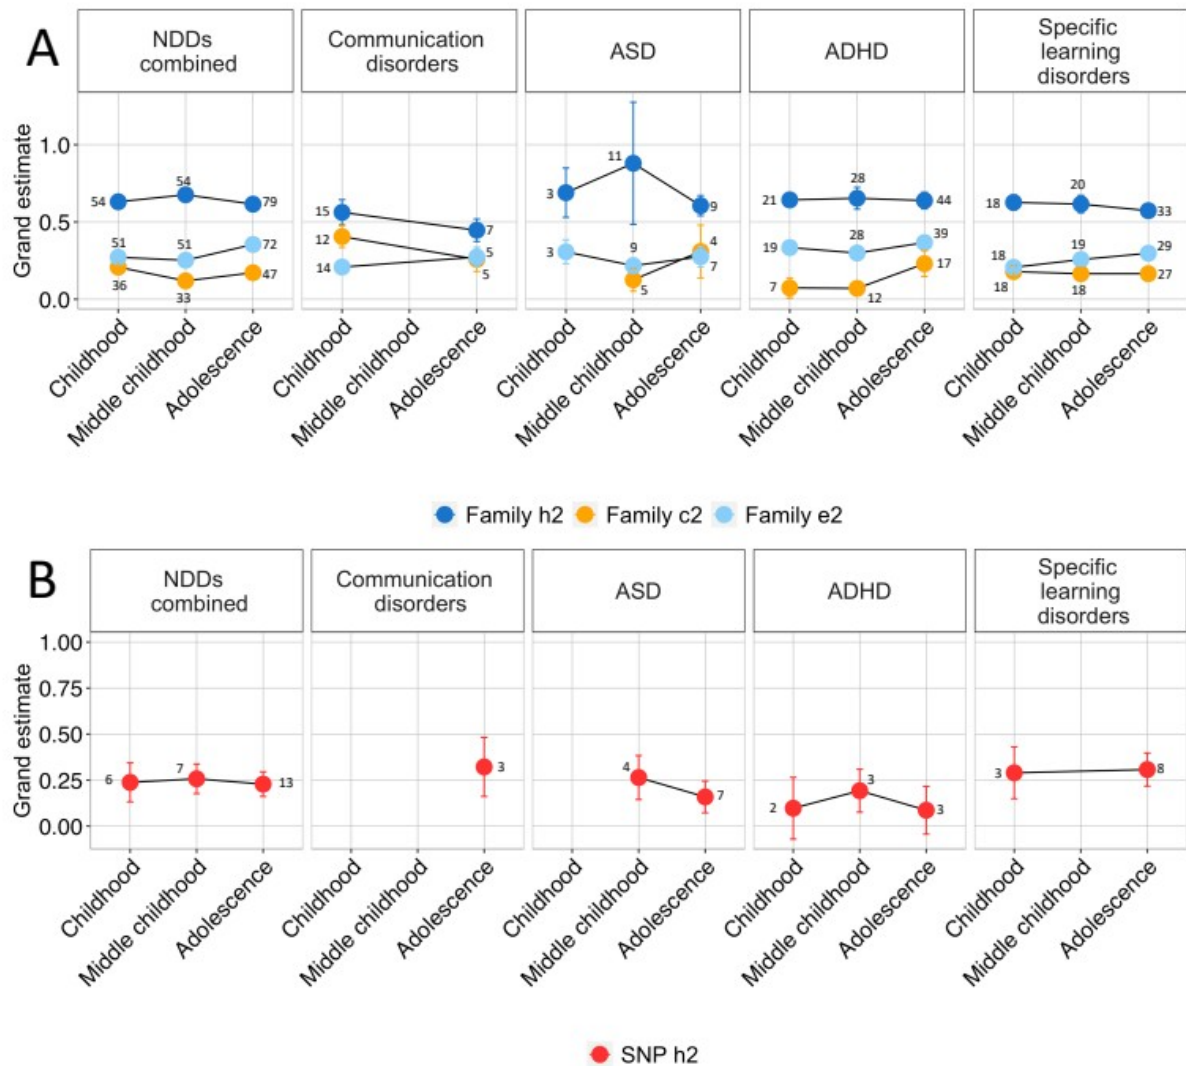 A
NDDs
combined
Communication
disorders
ASD
ADHD
Specific
learning
disorders
Grand estimate
1.0
0.5
0.0
54
54
79
51
51
72
36
33
47
15
7
12
5
14
5
3
11
9
3
9
4
5
7
21
28
44
19
28
39
7
12
17
18
20
33
18
19
29
18
18
27
Childhood
Middle childhood
Adolescence
Childhood
Middle childhood
Adolescence
Childhood
Middle childhood
Adolescence
Childhood
Middle childhood
Adolescence
Childhood
Middle childhood
Adolescence
Family h2 Family c2 Family e2
B
NDDs
combined
Communication
disorders
ASD
ADHD
Specific
learning
disorders
Grand estimate
1.00
0.75
0.50
0.25
0.00
6
7
13
3
4
7
2
3
3
3
8
Childhood
Middle childhood
Adolescence
Childhood
Middle childhood
Adolescence
Childhood
Middle childhood
Adolescence
Childhood
Middle childhood
Adolescence
Childhood
Middle childhood
Adolescence
SNP h2